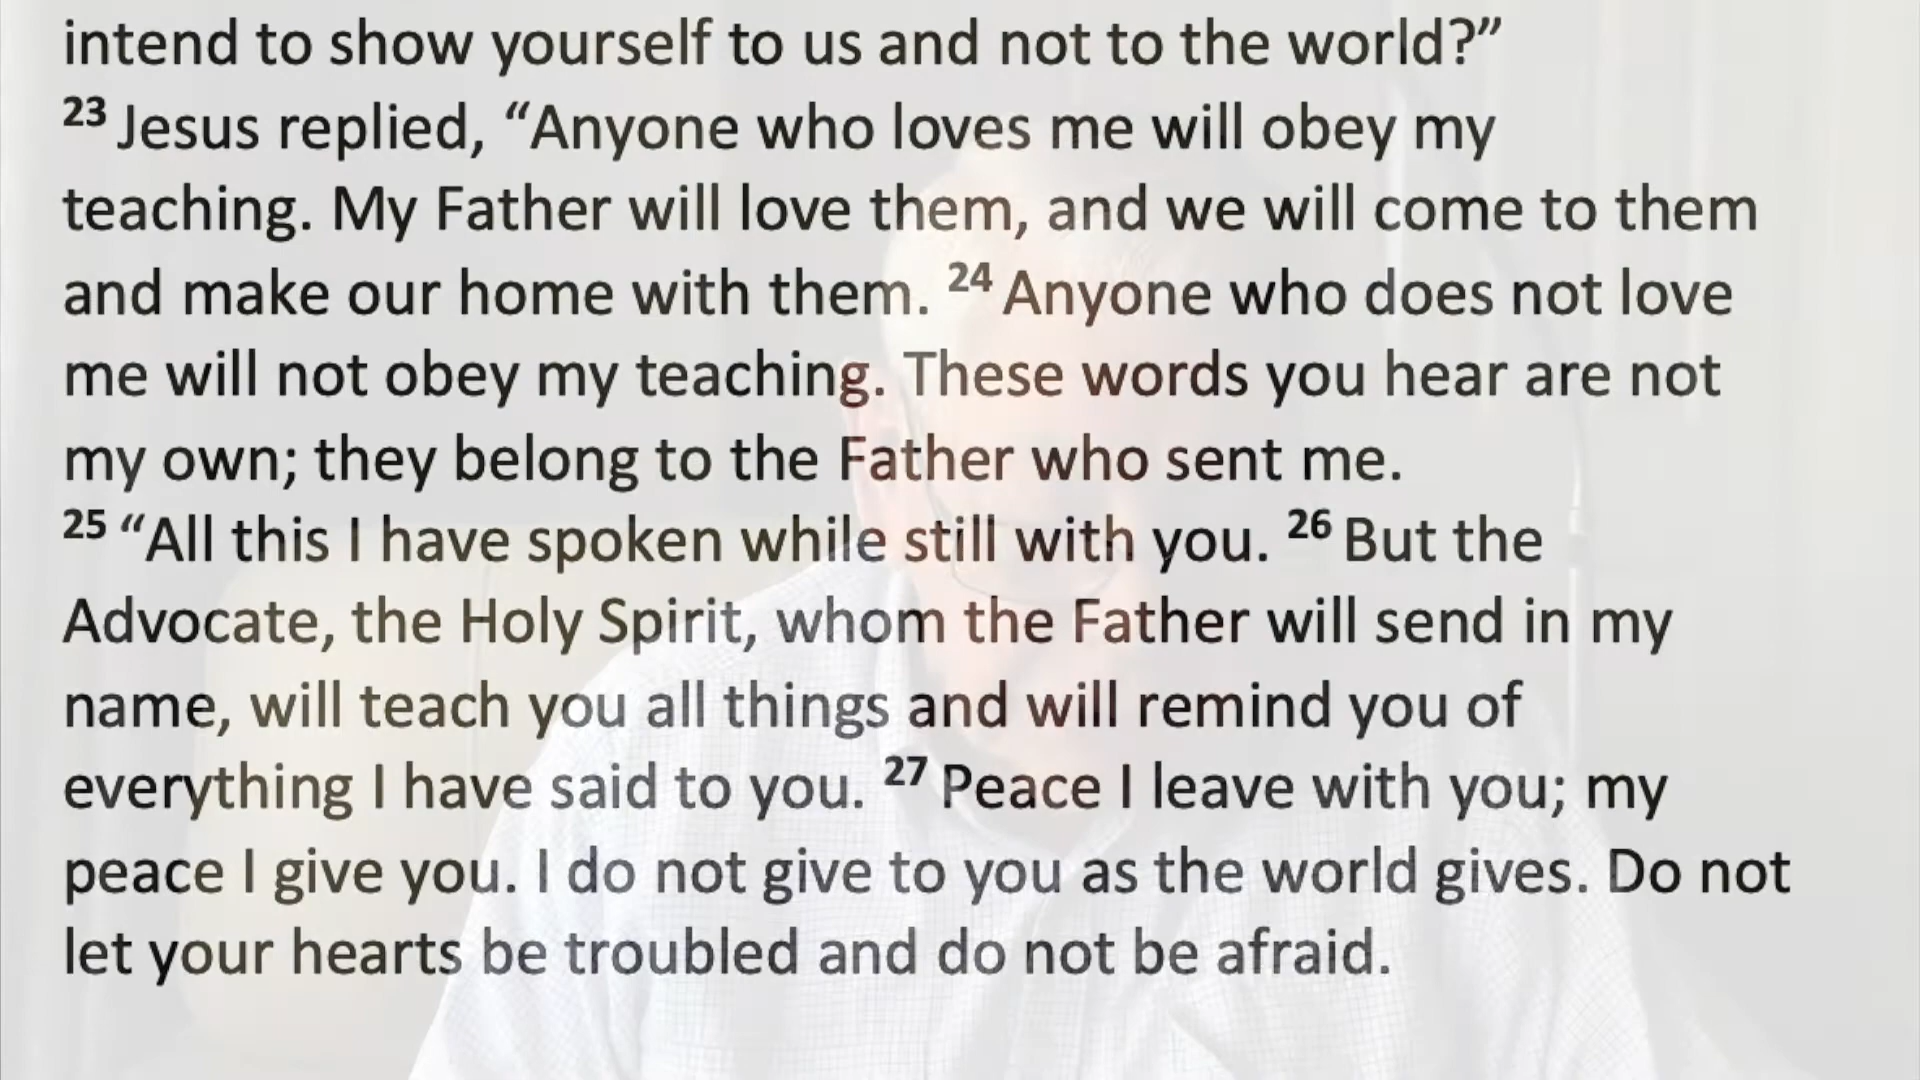 intend to show yourself to us and not to the world?”
23 Jesus replied, “Anyone who loves me will obey my
teaching. My Father will love them, and we will come to them
and make our home with them. 24 Anyone who does not love
me will not obey my teaching. These words you hear are not
my own; they belong to the Father who sent me.
25 “All this I have spoken while still with you. 26 But the
Advocate, the Holy Spirit, whom the Father will send in my
name, will teach you all things and will remind you of
everything I have said to you. 27 Peace I leave with you; my
peace I give you. I do not give to you as the world gives. Do not
let your hearts be troubled and do not be afraid.